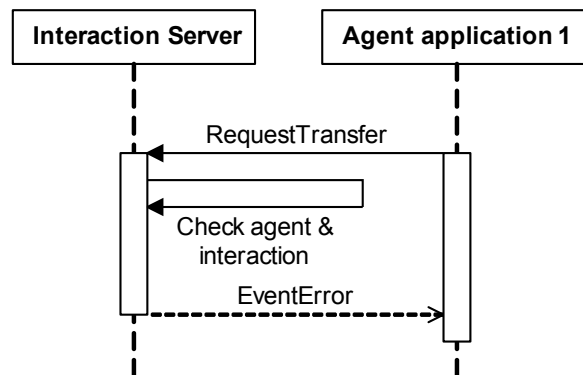 Interaction Server
Agent application 1
RequestTransfer
Check agent &
interaction
EventError